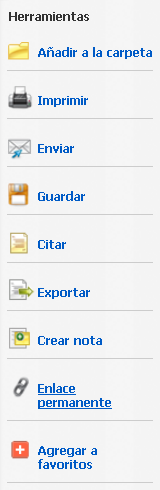 Herramientas
Añadir a la carpeta
Imprimir
Enviar
Guardar
Citar
Exportar
Crear nota
Enlace
permanente
Agregar a
favoritos